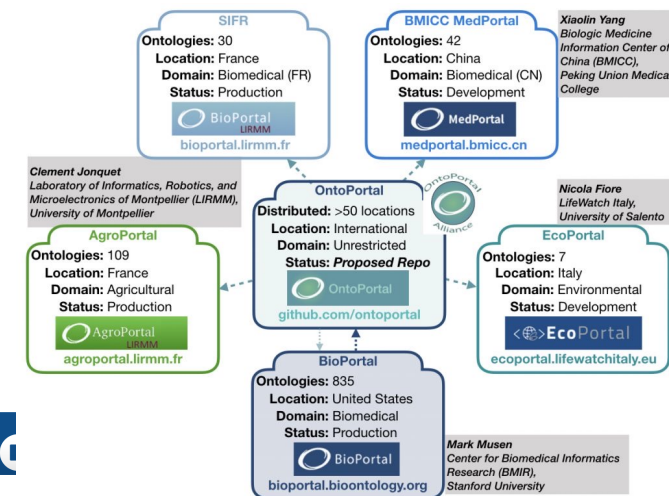 SIFR
Ontologies: 30
Location: France
Domain: Biomedical (FR)
Status: Production
BioPortal
LIRMM
bioportal.lirmm.fr
BMICC MedPortal
Ontologies: 42
Location: China
Domain: Biomedical (CN)
Status: Development
MedPortal
medportal.bmicc.cn
Xiaolin Yang
Biologic Medicine
Information Center of
China (BMICC),
Peking Union Medica
College
Clement Jonquet
Laboratory of Informatics, Robotics, and
Microelectronics of Montpellier (LIRMM),
University of Montpellier
OntoPortal
Distributed: >50 locations
Location: International
Domain: Unrestricted
Status: Proposed Repo
OntoPortal
github.com/ontoportal
OntoPortal
Alliance
Nicola Fiore
LifeWatch Italy,
University of Salento
AgroPortal
Ontologies: 109
Location: France
Domain: Agricultural
Status: Production
AgroPortal
LIRMM
agroportal.lirmm.fr
EcoPortal
Ontologies: 7
Location: Italy
Domain: Environmental
Status: Development
<>EcoPortal
ecoportal.lifewatchitaly.eu
BioPortal
Ontologies: 835
Location: United States
Domain: Biomedical
Status: Production
BioPortal
bioportal.bioontology.org
Mark Musen
Center for Biomedical Informatics
Research (BMIR),
Stanford University